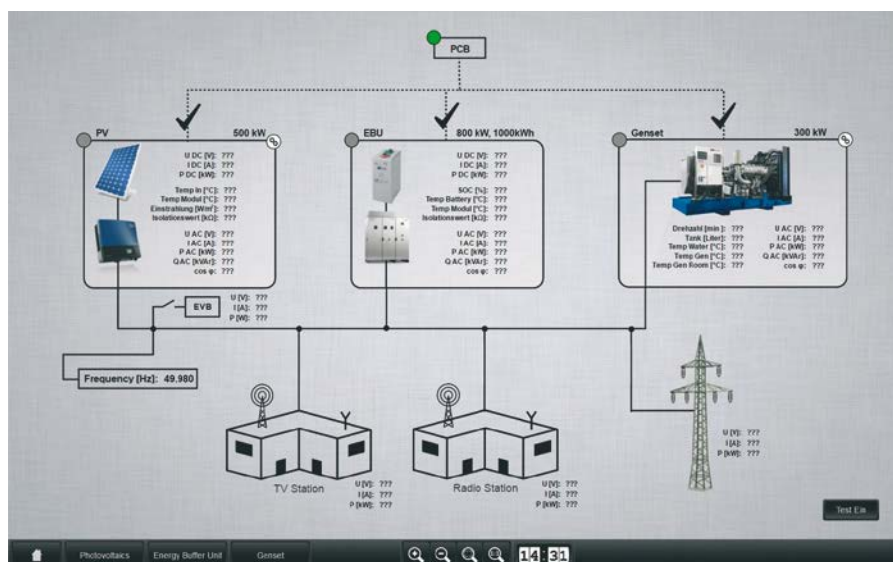 PCB
PV 500 kW
U DC [V]: ???
I DC [A]: ???
P DC [kW]: ???
Temp In [°C]: ???
Temp Modul [°C]: ???
Einstrahlung [W/m²]: ???
Isolationswert [kΩ]: ???
U AC [V]: ???
I AC [A]: ???
P AC [kW]: ???
Q AC [kVAr]: ???
cos φ: ???
EBU 800 kW, 1000kWh
U DC [V]: ???
I DC [A]: ???
P DC [kW]: ???
SOC [%]: ???
Temp Battery [°C]: ???
Temp Modul [°C]: ???
Isolationswert [kΩ]: ???
U AC [V]: ???
I AC [A]: ???
P AC [kW]: ???
Q AC [kVAr]: ???
cos φ: ???
Genset 300 kW
Drehzahl [min]: ??? U AC [V]: ???
Tank [Liter]: ??? I AC [A]: ???
Temp Water [°C]: ??? P AC [kW]: ???
Temp Gen [°C]: ??? Q AC [kVAr]: ???
Temp Gen Room [°C]: ??? cos φ: ???
EVB
U [V]: ???
I [A]: ???
P [W]: ???
Frequency [Hz]: 49,980
TV Station
U [V]: ???
I [A]: ???
P [kW]: ???
Radio Station
U [V]: ???
I [A]: ???
P [kW]: ???
U [V]: ???
I [A]: ???
P [kW]: ???
Test Ein
Photovoltaics Energy Buffer Unit Genset 14:31